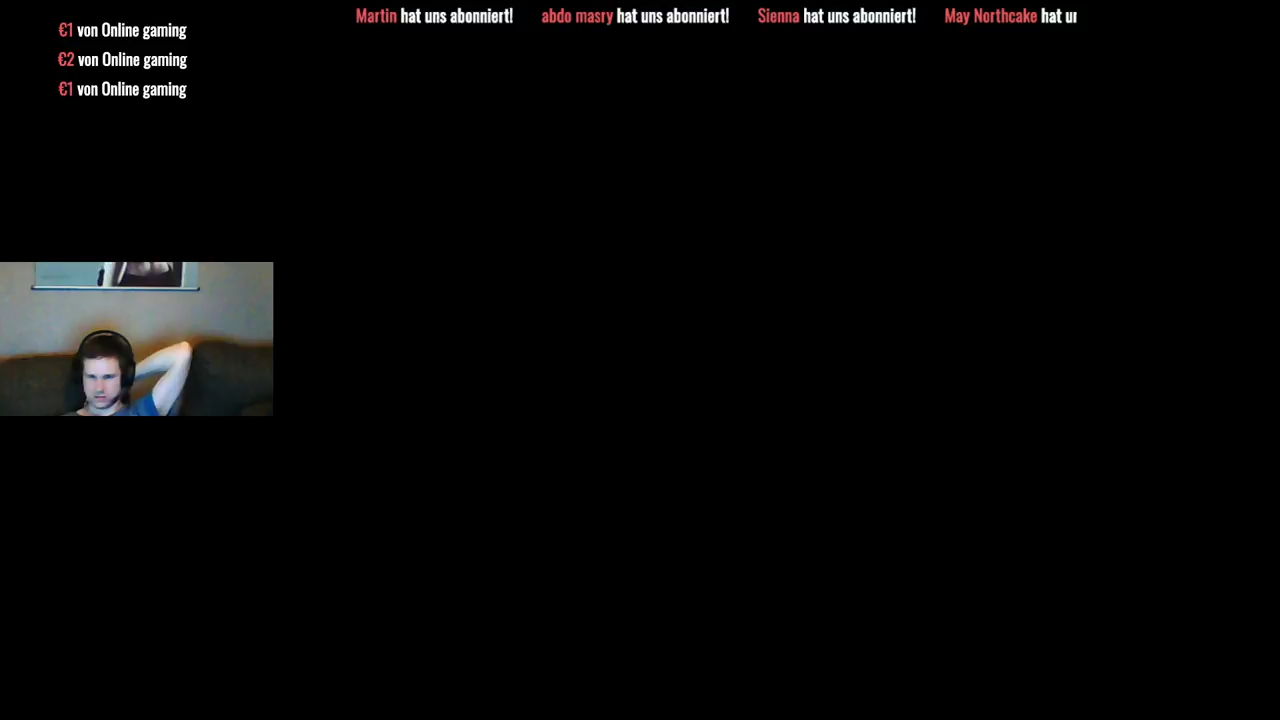 Martin hat uns abonniert! abdo masry hat uns abonniert! Sienna hat uns abonniert! May Northcake hat
€1 von Online gaming
€2 von Online gaming
€1 von Online gaming